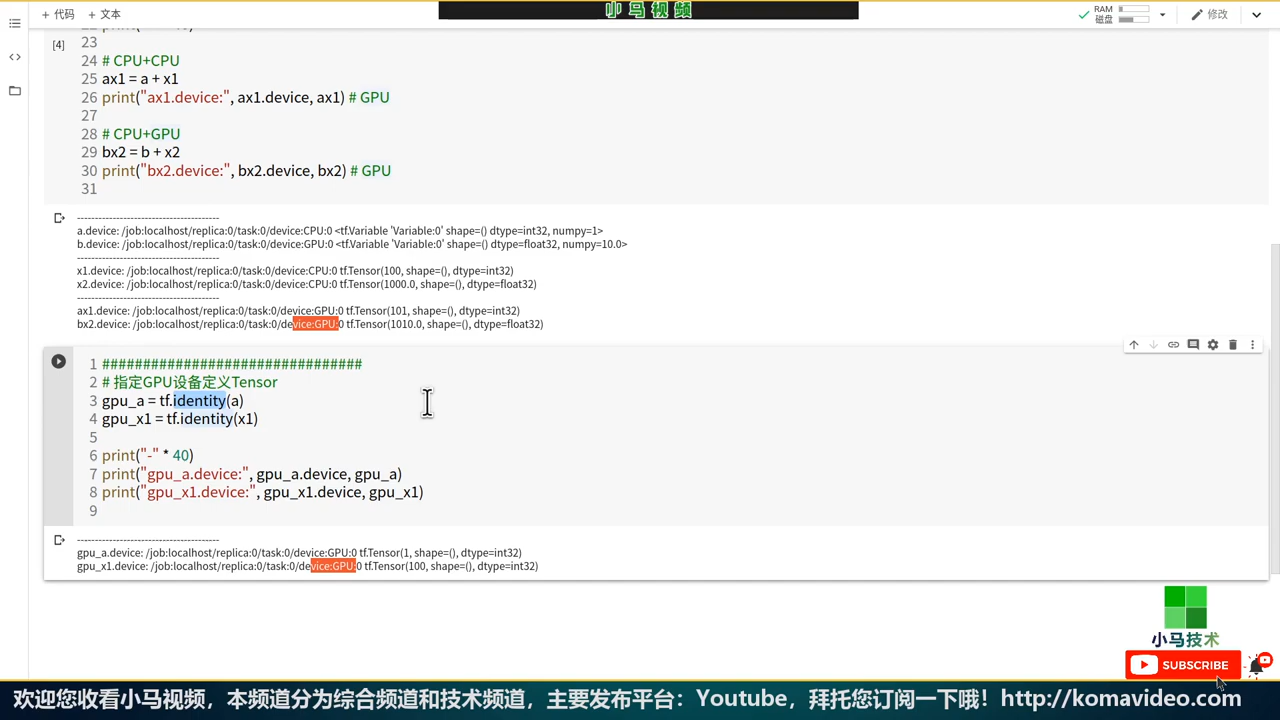 小马视频
+ 代码 + 文本
RAM
磁盘
修改
[4]
23
24 # CPU+CPU
25 ax1 = a + x1
26 print("ax1.device:", ax1.device, ax1) # GPU
27
28 # CPU+GPU
29 bx2 = b + x2
30 print("bx2.device:", bx2.device, bx2) # GPU
31
----------------------------------------
a.device: /job:localhost/replica:0/task:0/device:CPU:0 <tf.Variable 'Variable:0' shape=() dtype=int32, numpy=1>
b.device: /job:localhost/replica:0/task:0/device:GPU:0 <tf.Variable 'Variable:0' shape=() dtype=float32, numpy=10.0>
----------------------------------------
x1.device: /job:localhost/replica:0/task:0/device:CPU:0 tf.Tensor(100, shape=(), dtype=int32)
x2.device: /job:localhost/replica:0/task:0/device:CPU:0 tf.Tensor(1000.0, shape=(), dtype=float32)
----------------------------------------
ax1.device: /job:localhost/replica:0/task:0/device:GPU:0 tf.Tensor(101, shape=(), dtype=int32)
bx2.device: /job:localhost/replica:0/task:0/device:GPU:0 tf.Tensor(1010.0, shape=(), dtype=float32)
1 ################################
2 # 指定GPU设备定义Tensor
3 gpu_a = tf.identity(a)
4 gpu_x1 = tf.identity(x1)
5
6 print("-" * 40)
7 print("gpu_a.device:", gpu_a.device, gpu_a)
8 print("gpu_x1.device:", gpu_x1.device, gpu_x1)
9
----------------------------------------
gpu_a.device: /job:localhost/replica:0/task:0/device:GPU:0 tf.Tensor(1, shape=(), dtype=int32)
gpu_x1.device: /job:localhost/replica:0/task:0/device:GPU:0 tf.Tensor(100, shape=(), dtype=int32)
小马技术
SUBSCRIBE
欢迎您收看小马视频，本频道分为综合频道和技术频道，主要发布平台：Youtube，拜托您订阅一下哦！http://komavideo.com